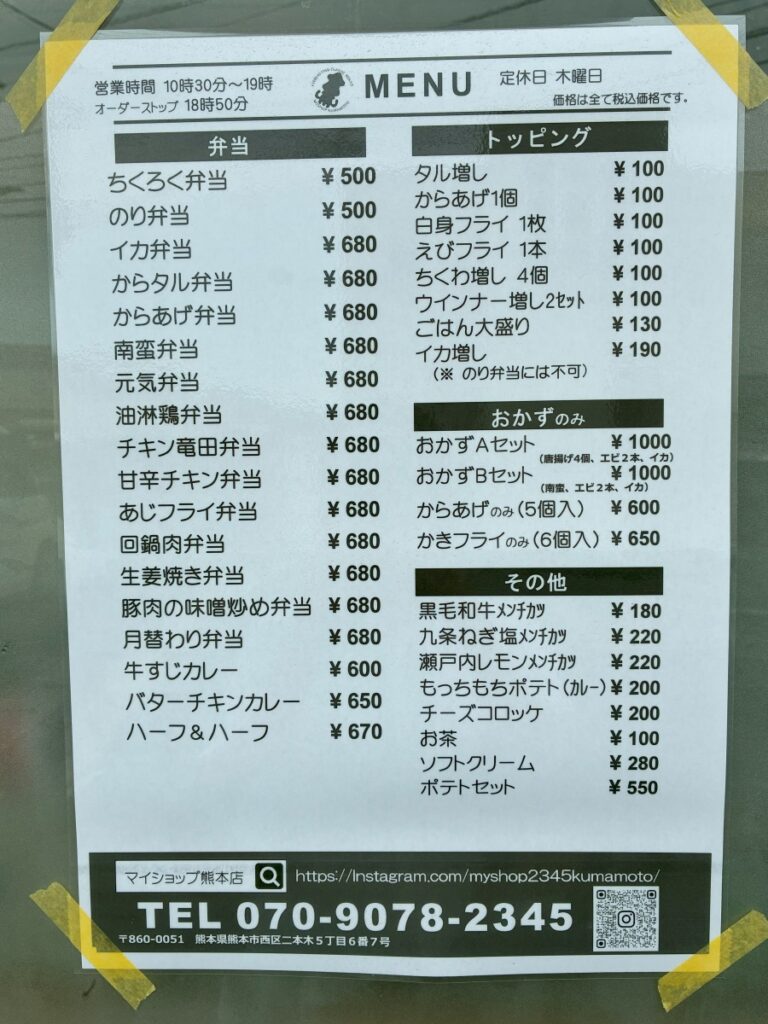 営業時間 10時30分～19時
オーダーストップ 18時50分
MENU
定休日 木曜日
価格は全て税込価格です。
弁当
ちくろく弁当 ¥500
のり弁当 ¥500
イカ弁当 ¥680
からタル弁当 ¥680
からあげ弁当 ¥680
南蛮弁当 ¥680
元気弁当 ¥680
油淋鶏弁当 ¥680
チキン竜田弁当 ¥680
甘辛チキン弁当 ¥680
あじフライ弁当 ¥680
回鍋肉弁当 ¥680
生姜焼き弁当 ¥680
豚肉の味噌炒め弁当 ¥680
月替わり弁当 ¥680
牛すじカレー ¥600
バターチキンカレー ¥650
ハーフ＆ハーフ ¥670
トッピング
タル増し ¥100
からあげ1個 ¥100
白身フライ 1枚 ¥100
えびフライ 1本 ¥100
ちくわ増し 4個 ¥100
ウインナー増し2ｾｯﾄ ¥100
ごはん大盛り ¥130
イカ増し ¥190
（※ のり弁当には不可）
おかずのみ
おかずAセット ¥1000
（唐揚げ4個、エビ2本、イカ）
おかずBセット ¥1000
（南蛮、エビ2本、イカ）
からあげのみ（5個入） ¥600
かきフライのみ（6個入） ¥650
その他
黒毛和牛ﾒﾝﾁｶﾂ ¥180
九条ねぎ塩ﾒﾝﾁｶﾂ ¥220
瀬戸内レモンﾒﾝﾁｶﾂ ¥220
もっちもちポテト（カレー） ¥200
チーズコロッケ ¥200
お茶 ¥100
ソフトクリーム ¥280
ポテトセット ¥550
マイショップ熊本店
https://Instagram.com/myshop2345kumamoto/
TEL 070-9078-2345
〒860-0051 熊本県熊本市西区二本木5丁目6番7号